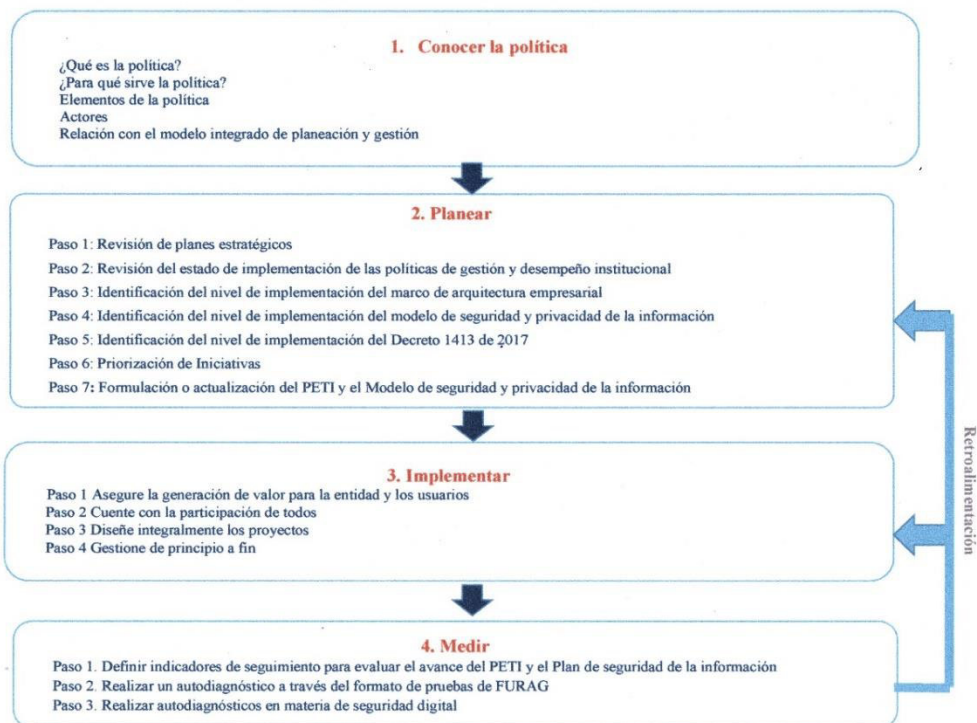 1. Conocer la política
¿Qué es la política?
¿Para qué sirve la política?
Elementos de la política
Actores
Relación con el modelo integrado de planeación y gestión
2. Planear
Paso 1: Revisión de planes estratégicos
Paso 2: Revisión del estado de implementación de las políticas de gestión y desempeño institucional
Paso 3: Identificación del nivel de implementación del marco de arquitectura empresarial
Paso 4: Identificación del nivel de implementación del modelo de seguridad y privacidad de la información
Paso 5: Identificación del nivel de implementación del Decreto 1413 de 2017
Paso 6: Priorización de Iniciativas
Paso 7: Formulación o actualización del PETI y el Modelo de seguridad y privacidad de la información
3. Implementar
Paso 1 Asegure la generación de valor para la entidad y los usuarios
Paso 2 Cuente con la participación de todos
Paso 3 Diseñe integralmente los proyectos
Paso 4 Gestione de principio a fin
4. Medir
Paso 1. Definir indicadores de seguimiento para evaluar el avance del PETI y el Plan de seguridad de la información
Paso 2. Realizar un autodiagnóstico a través del formato de pruebas de FURAG
Paso 3. Realizar autodiagnósticos en materia de seguridad digital
Retroalimentación